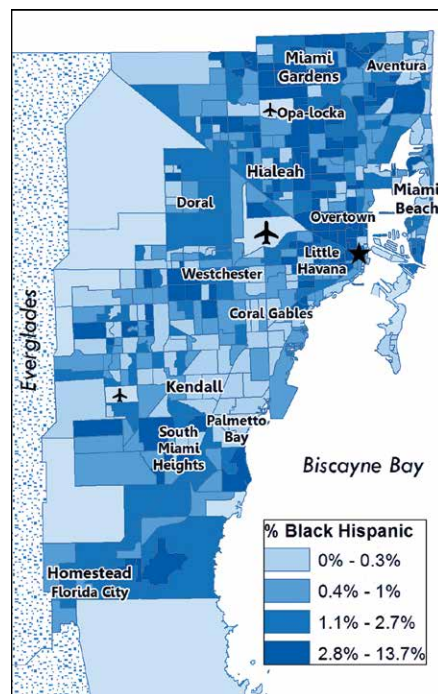 Miami
Gardens
Aventura
Opa-locka
Hialeah
Miami
Beach
Doral
Overtown
Little
Havana
Westchester
Coral Gables
Everglades
Kendall
Palmetto
Bay
South
Miami
Heights
Biscayne Bay
Homestead
Florida City
% Black Hispanic
0% - 0.3%
0.4% - 1%
1.1% - 2.7%
2.8% - 13.7%